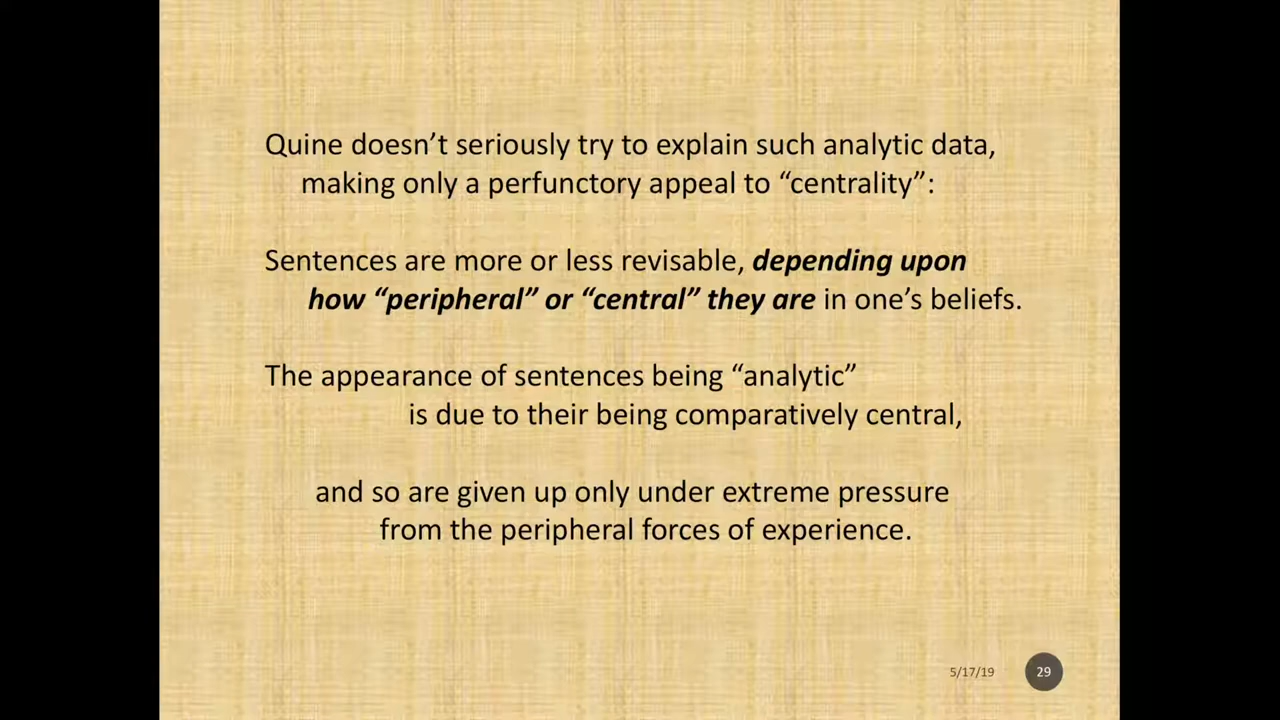 Quine doesn’t seriously try to explain such analytic data,
making only a perfunctory appeal to “centrality”:
Sentences are more or less revisable, depending upon
how “peripheral” or “central” they are in one’s beliefs.
The appearance of sentences being “analytic”
is due to their being comparatively central,
and so are given up only under extreme pressure
from the peripheral forces of experience.
5/17/19
29